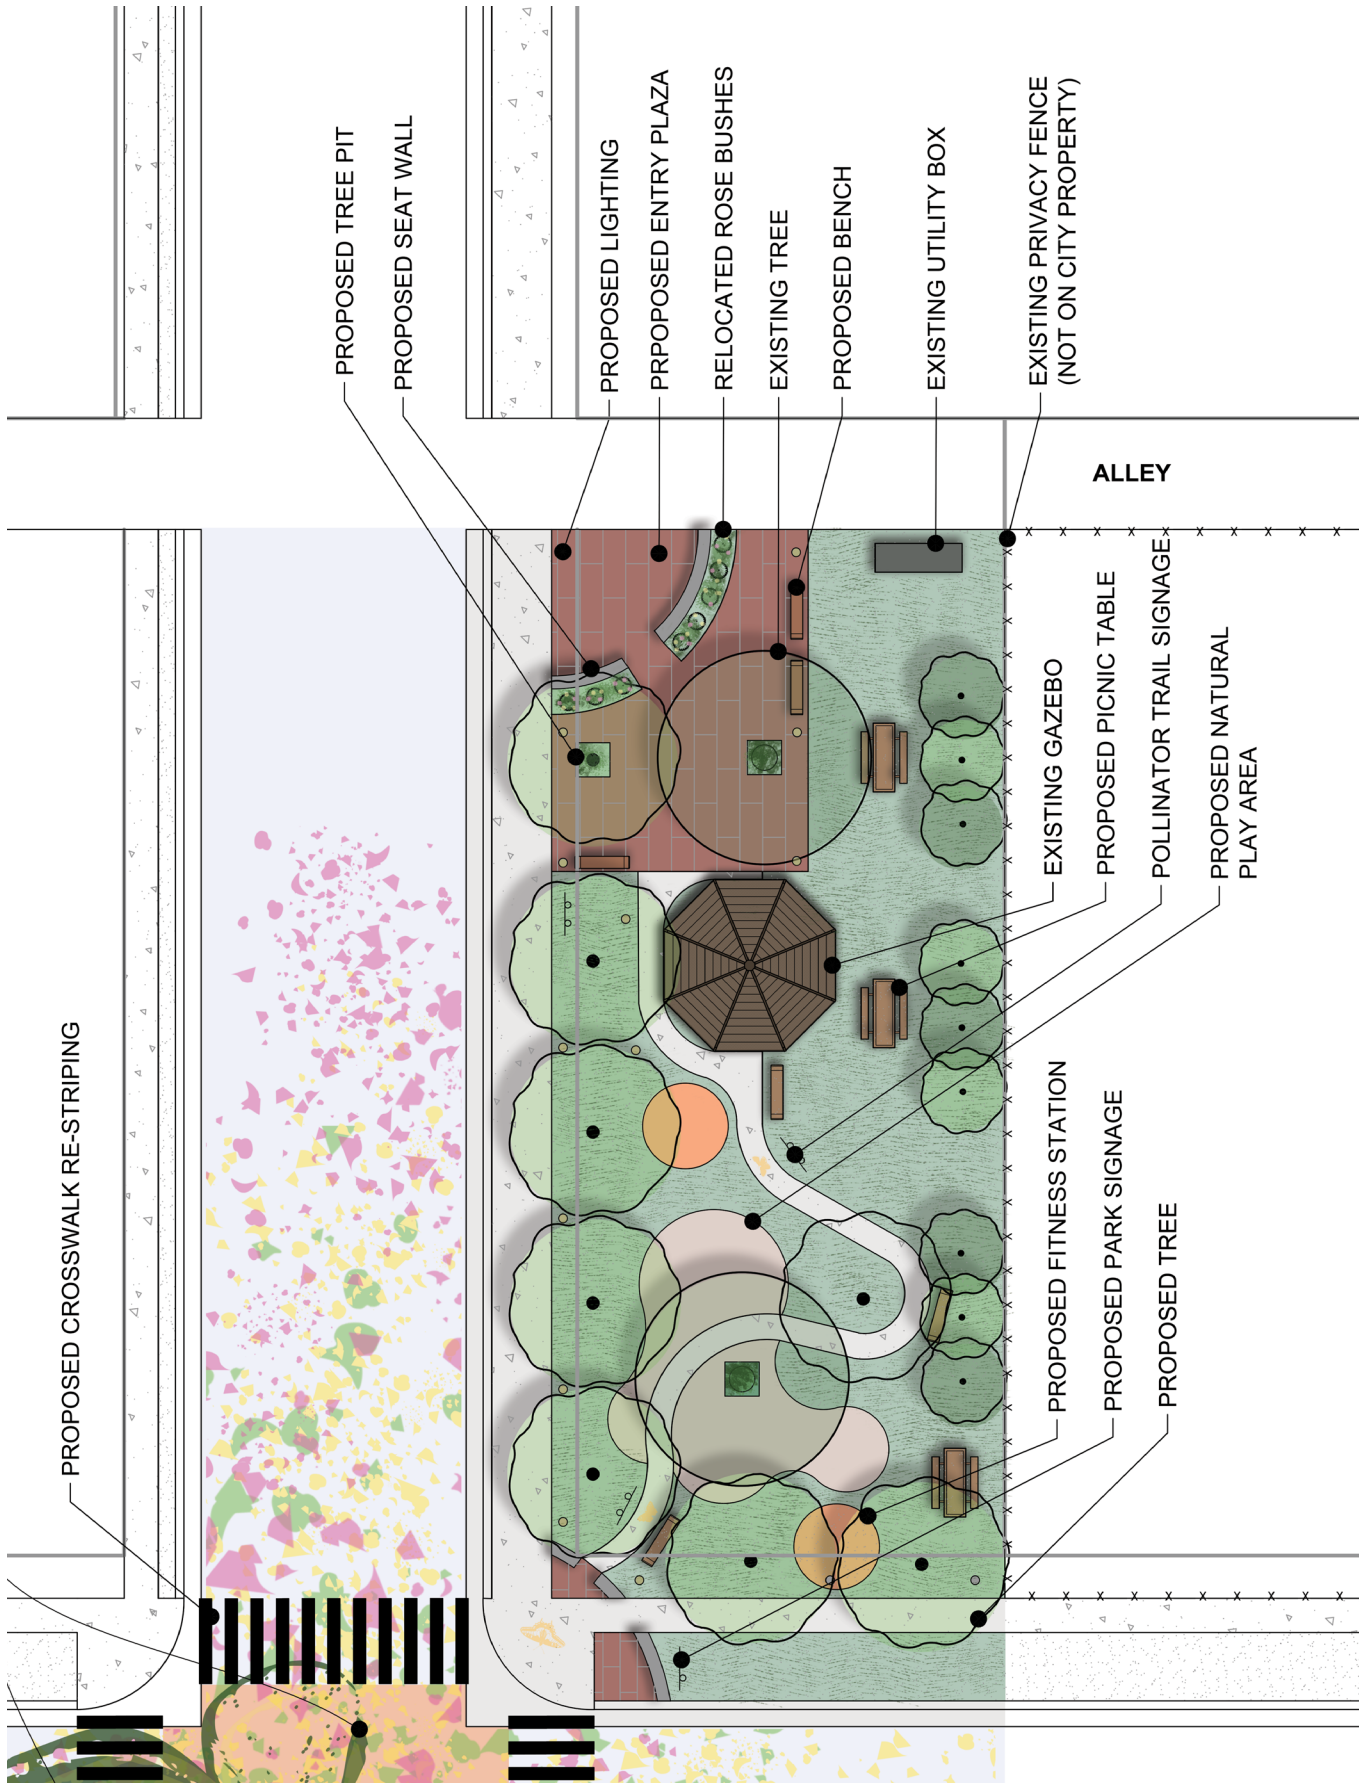 PROPOSED TREE PIT
PROPOSED SEAT WALL
PROPOSED LIGHTING
PRPOPOSED ENTRY PLAZA
RELOCATED ROSE BUSHES
EXISTING TREE
PROPOSED BENCH
EXISTING UTILITY BOX
EXISTING PRIVACY FENCE
(NOT ON CITY PROPERTY)
ALLEY
EXISTING GAZEBO
PROPOSED PICNIC TABLE
POLLINATOR TRAIL SIGNAGE
PROPOSED NATURAL
PLAY AREA
PROPOSED CROSSWALK RE-STRIPING
PROPOSED FITNESS STATION
PROPOSED PARK SIGNAGE
PROPOSED TREE